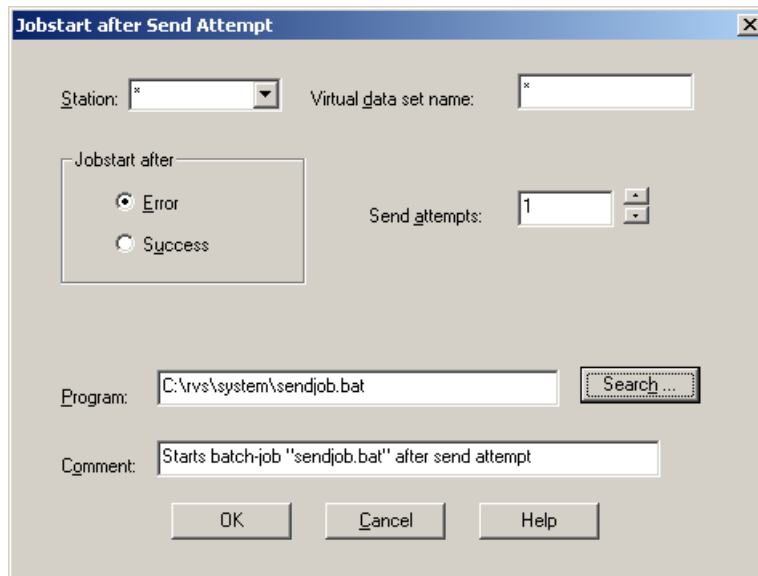 Jobstart after Send Attempt
Station: * Virtual data set name: *
Jobstart after
Error
Send attempts: 1
Success
Program: C:\rvs\system\sendjob.bat Search ...
Comment: Starts batch-job "sendjob.bat" after send attempt
OK Cancel Help